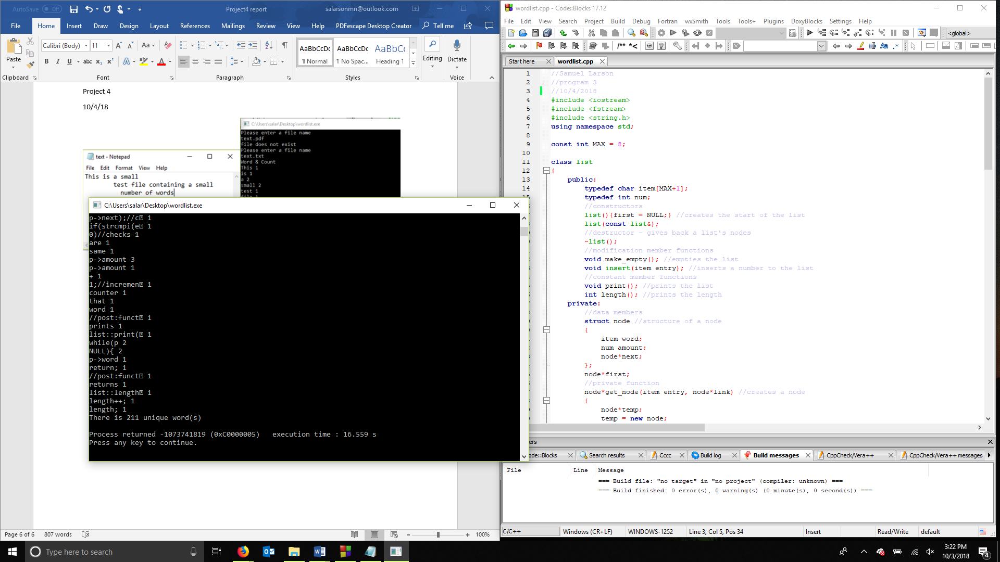 AutoSave Off
Project4 report
salarsonmn@outlook.com
File Home Insert Draw Design Layout References Mailings Review View Help PDFescape Desktop Creator Tell me
Calibri (Body) 11
Paste
AaBbCcDc AaBbCcDc AaBbCc
¶ Normal ¶ No Spac... Heading 1
Editing Dictate
Clipboard Font Paragraph Styles Voice
Project 4
10/4/18
text - Notepad
File Edit Format View Help
This is a small
test file containing a small
number of words
C:\Users\salar\Desktop\wordlist.exe
Please enter a file name
text.pdf
file does not exist
Please enter a file name
text.txt
Word & Count
This 1
is 1
a 2
small 2
test 1
file 1
C:\Users\salar\Desktop\wordlist.exe
p->next);//c 1
if(strcmpi(e 1
0)//checks 1
are 1
same 1
p->amount 3
p->amount 1
+ 1
1;//incremen 1
counter 1
that 1
word 1
//post:funct 1
prints 1
list::print( 1
while(p 2
NULL){ 2
p->word 1
return; 1
//post:funct 1
returns 1
list::length 1
length++; 1
length; 1
There is 211 unique word(s)
Process returned -1073741819 (0xC0000005)   execution time : 16.559 s
Press any key to continue.
Page 6 of 6 807 words 100%
wordlist.cpp - Code::Blocks 17.12
File Edit View Search Project Build Debug Fortran wxSmith Tools Tools+ Plugins DoxyBlocks Settings Help
<global>
Start here wordlist.cpp
1 //Samuel Larson
2 //program 3
3 //10/4/2018
4 #include <iostream>
5 #include <fstream>
6 #include <string.h>
7 using namespace std;
8
9 const int MAX = 8;
10
11 class list
12 {
13 public:
14 typedef char item[MAX+1];
15 typedef int num;
//constructors
list(){first = NULL;} //creates the start of the list
list(const list&);
//destructor - gives back a list's nodes
~list();
//modification member functions
void make_empty(); //empties the list
void insert(item entry); //inserts a number to the list
//constant member functions
void print(); //prints the list
int length(); //prints the length
private:
//data members
struct node //structure of a node
{
item word;
num amount;
node*next;
};
node*first;
//private function
node*get_node(item entry, node*link) //creates a node
{
node*temp;
temp = new node;
ers
ode::Blocks Search results Cccc Build log Build messages CppCheck/Vera++ CppCheck/Vera++ messages
File Line Message
=== Build file: "no target" in "no project" (compiler: unknown) ===
=== Build finished: 0 error(s), 0 warning(s) (0 minute(s), 0 second(s)) ===
C/C++ Windows (CR+LF) WINDOWS-1252 Line 3, Col 5, Pos 34 Insert Read/Write default
Type here to search
3:22 PM
10/3/2018
4